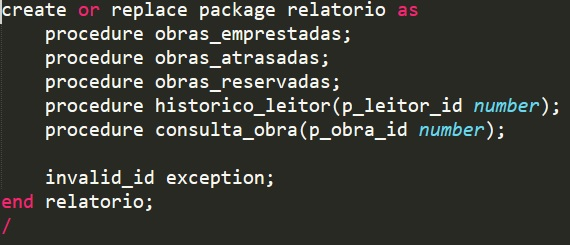 create or replace package relatorio as
    procedure obras_emprestadas;
    procedure obras_atrasadas;
    procedure obras_reservadas;
    procedure historico_leitor(p_leitor_id number);
    procedure consulta_obra(p_obra_id number);

    invalid_id exception;
end relatorio;
/